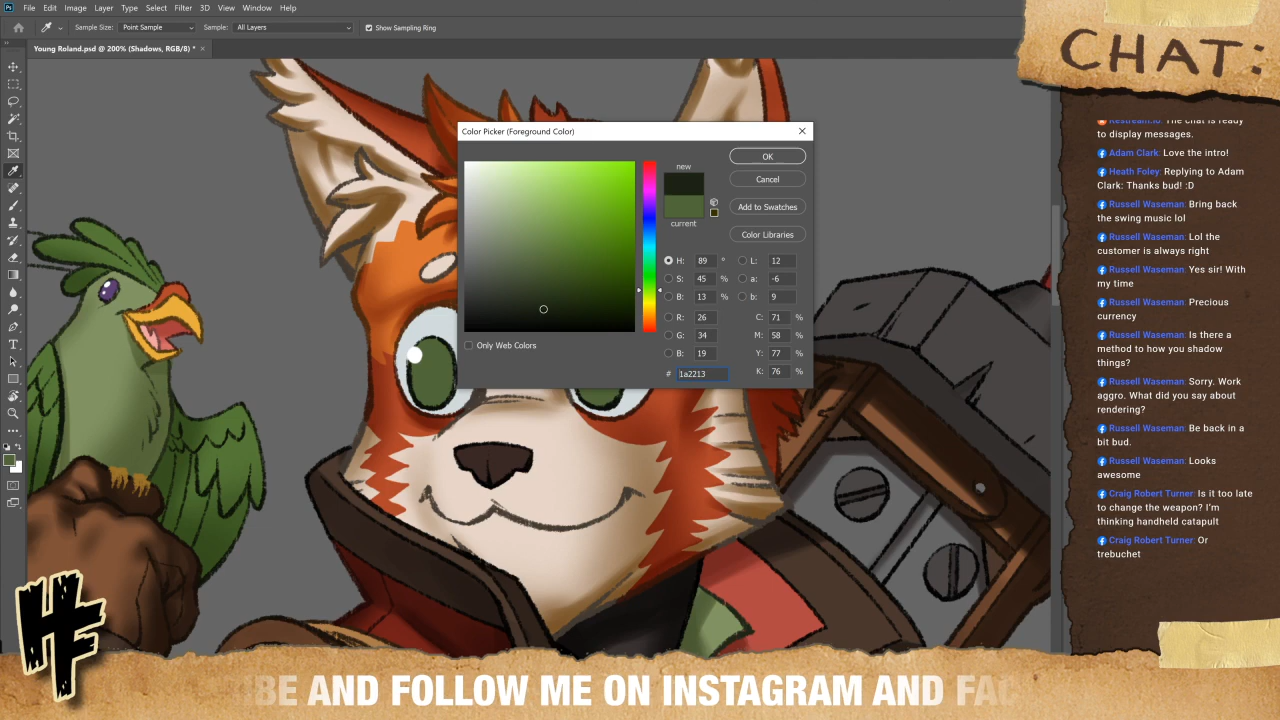 Ps File Edit Image Layer Type Select Filter 3D View Window Help
Sample Size: Point Sample Sample: All Layers Show Sampling Ring
Young Roland.psd @ 200% (Shadows, RGB/8) * ×
Color Picker (Foreground Color)
new
current
OK
Cancel
Add to Swatches
Color Libraries
H: 89 ° L: 12
S: 45 % a: -6
B: 13 % b: 9
R: 26 C: 71 %
G: 34 M: 58 %
B: 19 Y: 77 %
# 1a2213 K: 76 %
Only Web Colors
CHAT:
Restream.io: The chat is ready
to display messages.
Adam Clark: Love the intro!
Heath Foley: Replying to Adam
Clark: Thanks bud! :D
Russell Waseman: Bring back
the swing music lol
Russell Waseman: Lol the
customer is always right
Russell Waseman: Yes sir! With
my time
Russell Waseman: Precious
currency
Russell Waseman: Is there a
method to how you shadow
things?
Russell Waseman: Sorry. Work
aggro. What did you say about
rendering?
Russell Waseman: Be back in a
bit bud.
Russell Waseman: Looks
awesome
Craig Robert Turner: Is it too late
to change the weapon? I'm
thinking handheld catapult
Craig Robert Turner: Or
trebuchet
HF
IBE AND FOLLOW ME ON INSTAGRAM AND FAC